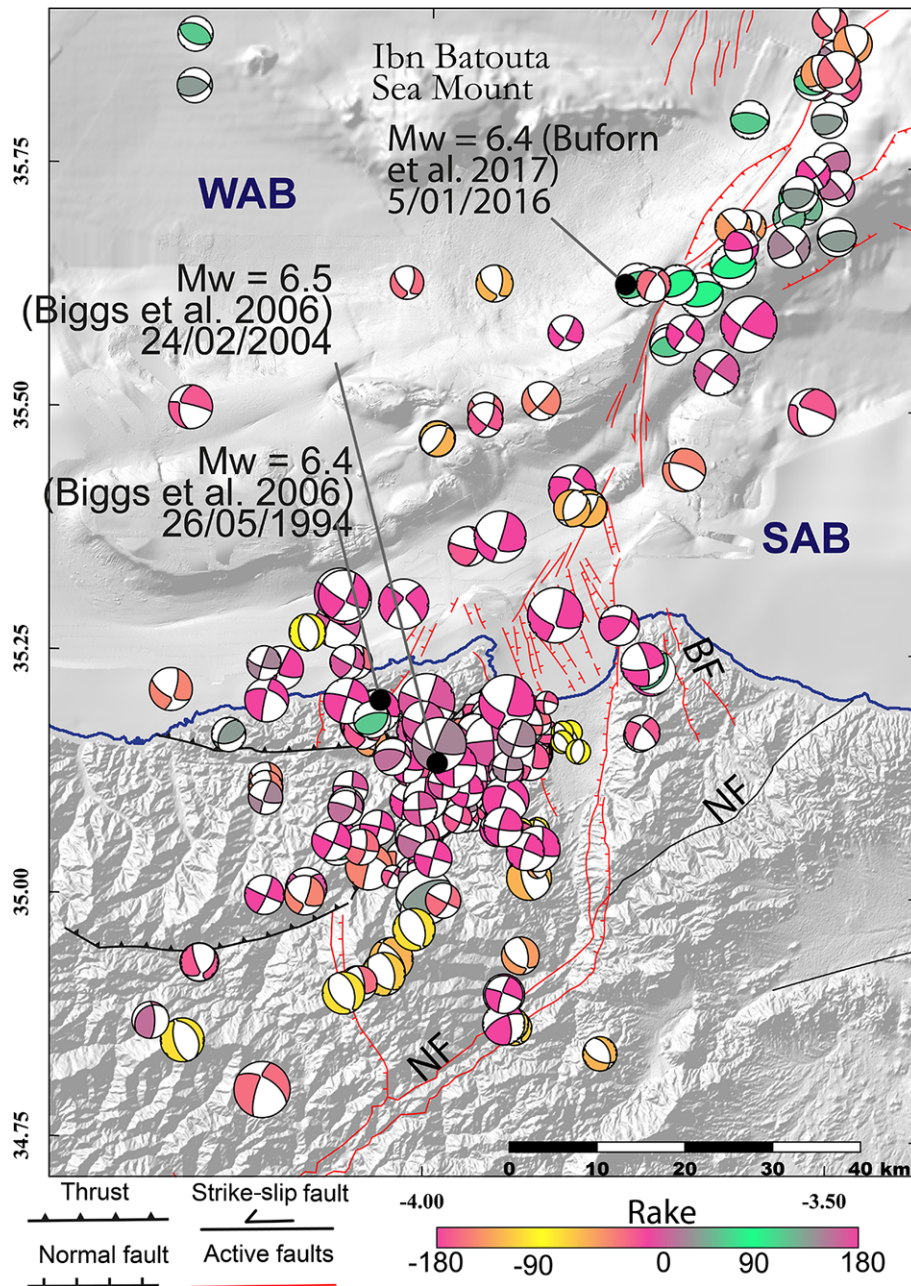 Ibn Batouta
Sea Mount
Mw = 6.4 (Buforn
et al. 2017)
5/01/2016
WAB
Mw = 6.5
(Biggs et al. 2006)
24/02/2004
Mw = 6.4
(Biggs et al. 2006)
26/05/1994
SAB
BF
NF
NF
35.75
35.50
35.25
35.00
34.75
0 10 20 30 40 km
-4.00 -3.50
Thrust
Strike-slip fault
Normal fault
Active faults
Rake
-180 -90 0 90 180